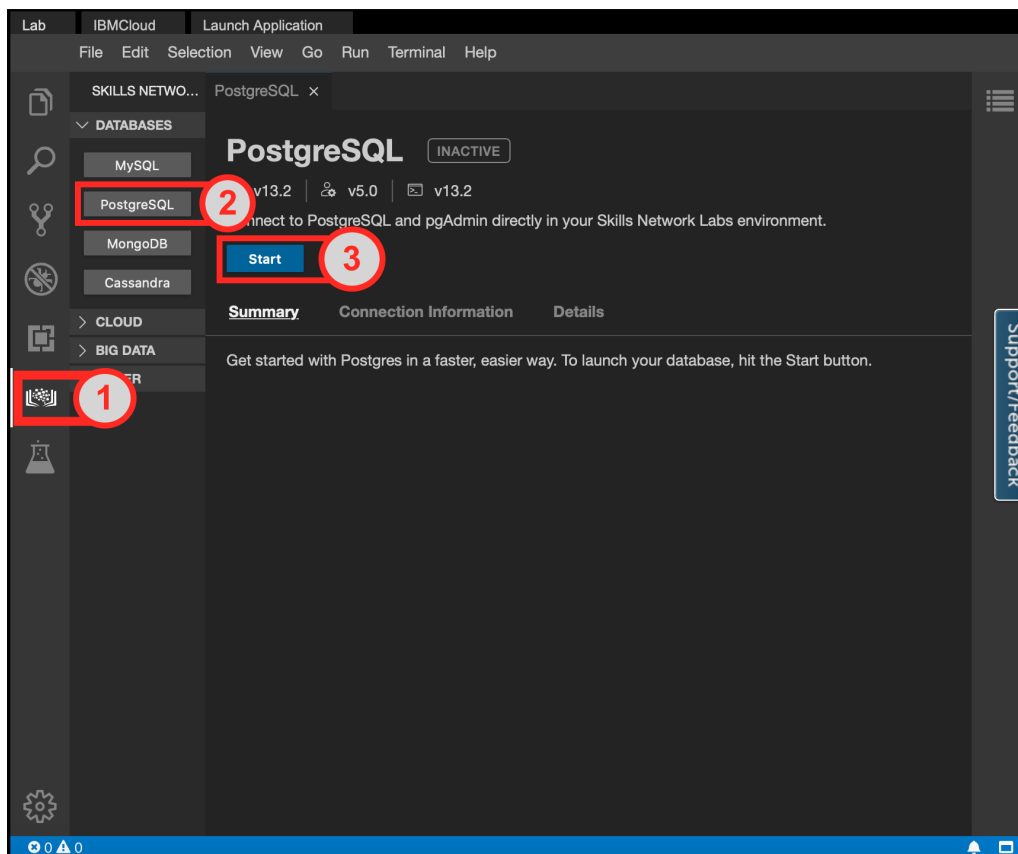 Lab IBMCloud Launch Application
File Edit Selection View Go Run Terminal Help
SKILLS NETWO... PostgreSQL ×
DATABASES
MySQL
PostgreSQL
MongoDB
Cassandra
CLOUD
BIG DATA
1
2
PostgreSQL INACTIVE
v13.2 v5.0 v13.2
to PostgreSQL and pgAdmin directly in your Skills Network Labs environment.
Start
3
Summary Connection Information Details
Get started with Postgres in a faster, easier way. To launch your database, hit the Start button.
Support/Feedback
0 0